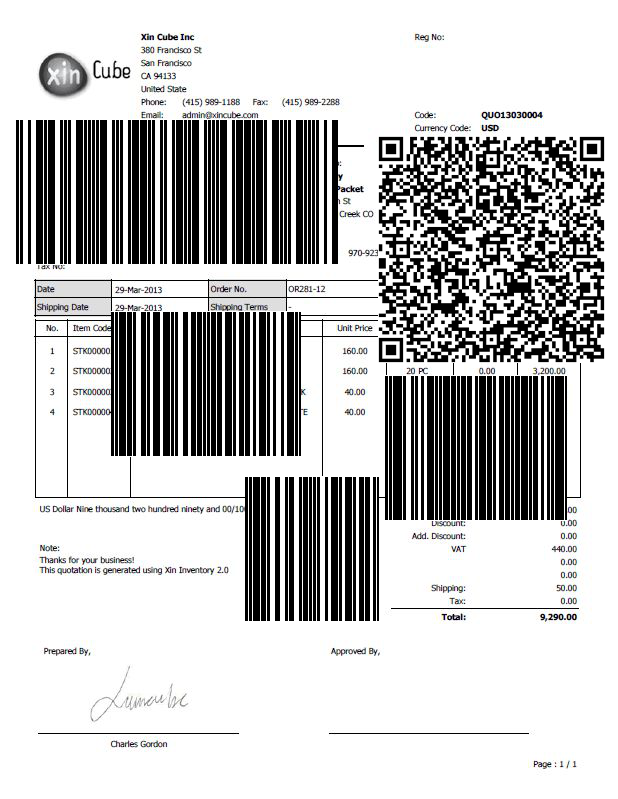 Xin Cube Inc
Reg No:
380 Francisco St
San Francisco
CA 94133
United State
Phone: (415) 989-1188 Fax: (415) 989-2288
Email: admin@xincube.com
xin Cube
Code: QUO13030004
Currency Code: USD
Packet
St
Creek CO
970-923
Tax No:
Date 29-Mar-2013 Order No. OR281-12
Shipping Date 29-Mar-2013 Shipping Terms -
No. Item Code Unit Price
1 STK00000 160.00
2 STK00000 160.00 20 PC 0.00 3,200.00
3 STK00000 K 40.00
4 STK00000 TE 40.00
US Dollar Nine thousand two hundred ninety and 00/10
00
Discount: 0.00
Add. Discount: 0.00
VAT 440.00
0.00
0.00
Shipping: 50.00
Tax: 0.00
Total: 9,290.00
Note:
Thanks for your business!
This quotation is generated using Xin Inventory 2.0
Prepared By, Approved By,
Charles Gordon
Page : 1 / 1